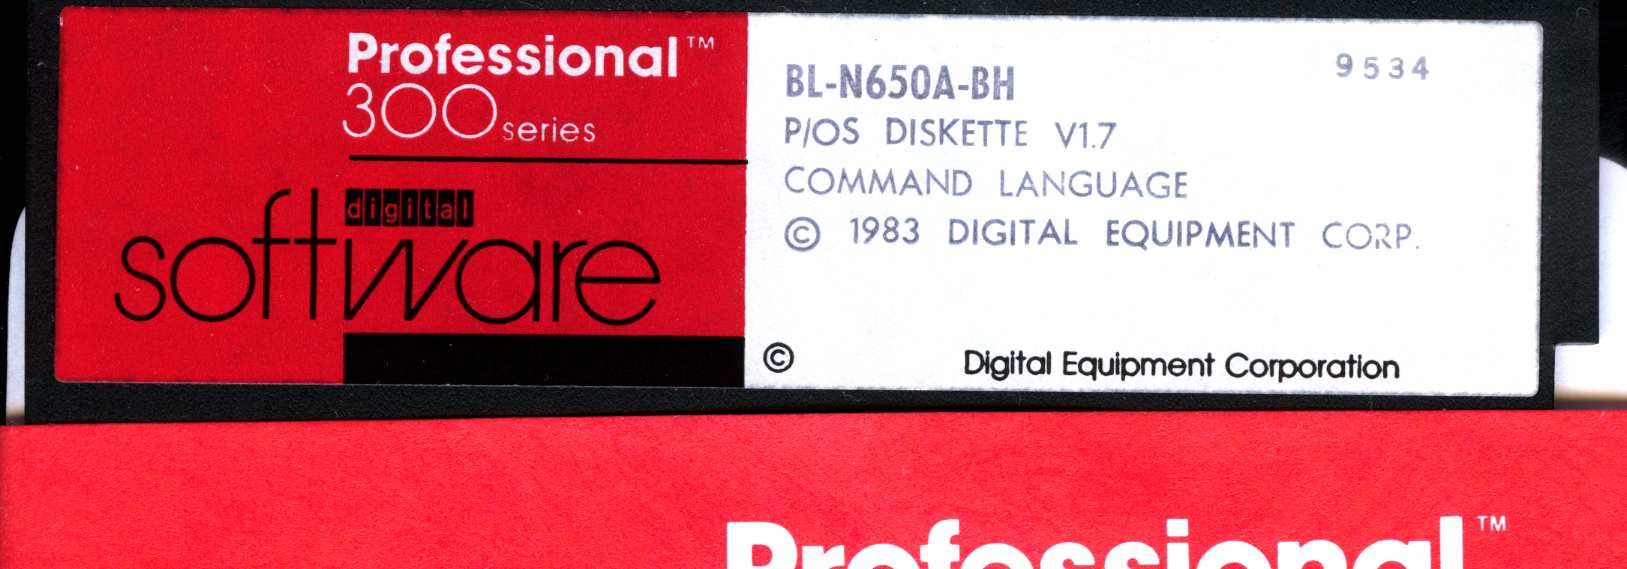 Professional™
300 series
digital
software
BL-N650A-BH
9534
P/OS DISKETTE V1.7
COMMAND LANGUAGE
© 1983 DIGITAL EQUIPMENT CORP.
© Digital Equipment Corporation
Professional™